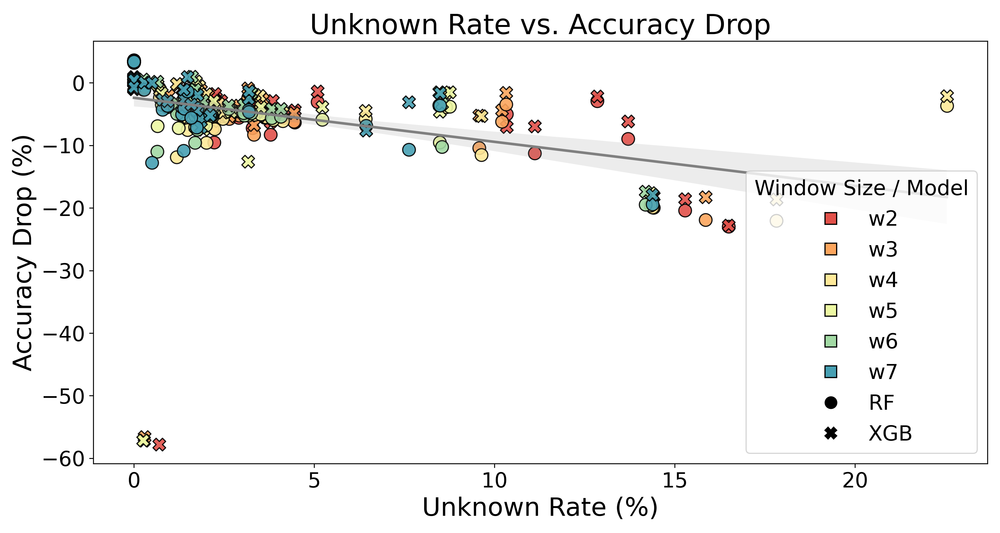 Unknown Rate vs. Accuracy Drop
Accuracy Drop (%)
0
−10
−20
−30
−40
−50
−60
0
5
10
15
20
Unknown Rate (%)
Window Size / Model
w2
w3
w4
w5
w6
w7
RF
XGB